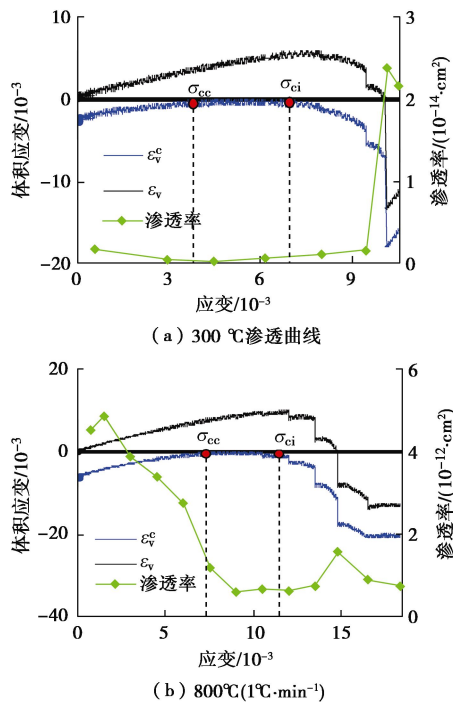 10
0
−10
−20
体积应变/10⁻³
3
2
1
0
渗透率/(10⁻¹⁴·cm²)
σcc
σci
εᵥᶜ
εᵥ
渗透率
0
3
6
9
应变/10⁻³
(a) 300 ℃渗透曲线
20
0
−20
−40
体积应变/10⁻³
6
4
2
0
渗透率/(10⁻¹²·cm²)
σcc
σci
εᵥᶜ
εᵥ
渗透率
0
5
10
15
应变/10⁻³
(b) 800℃(1℃·min⁻¹)